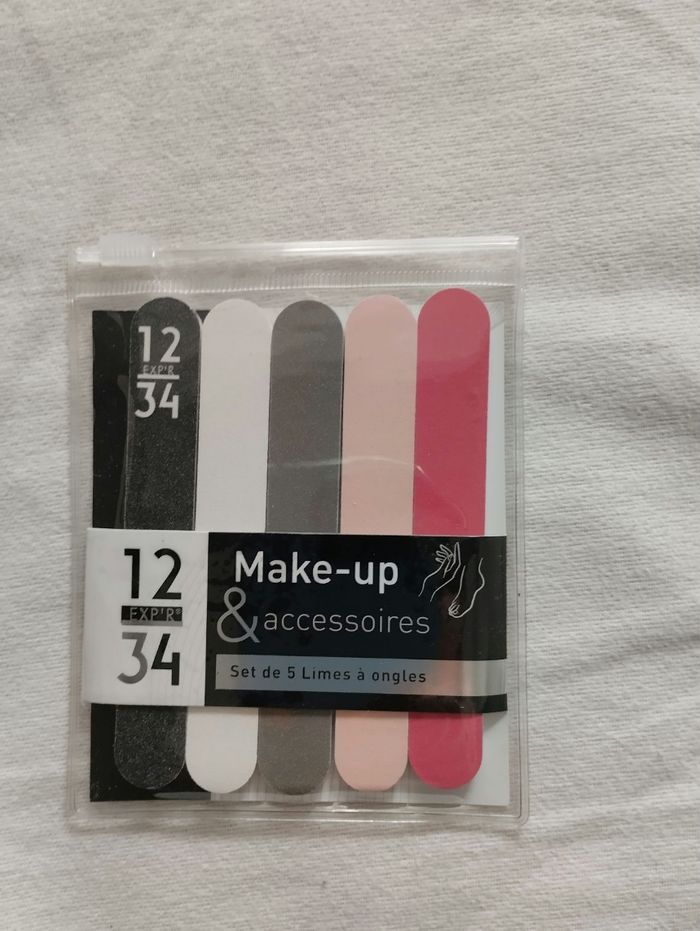 12
EXP'R
34
12
EXP'R®
34
Make-up
& accessoires
Set de 5 Limes à ongles